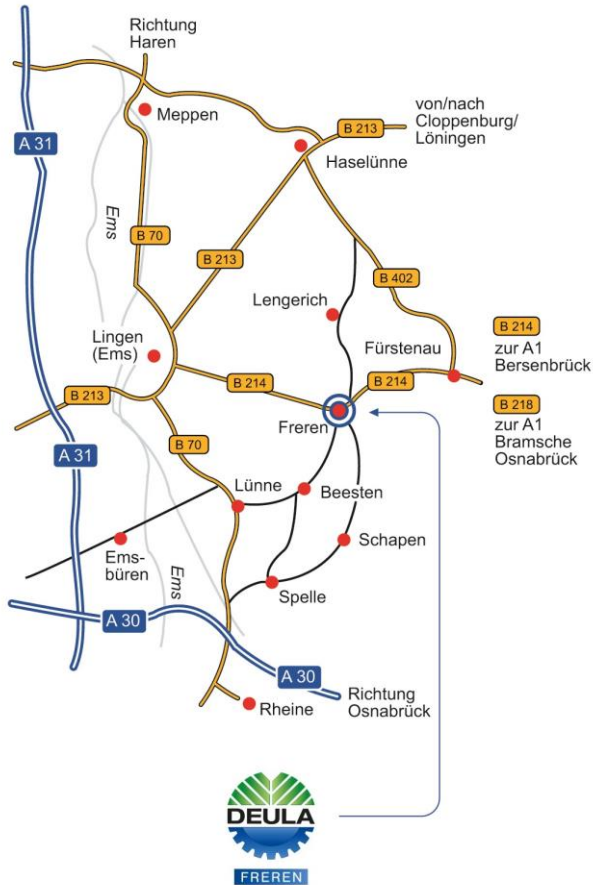 Richtung
Haren
A 31
Meppen
B 213
von/nach
Cloppenburg/
Löningen
Haselünne
Ems
B 70
B 213
B 402
Lengerich
B 214
zur A1
Bersenbrück
Lingen
(Ems)
Fürstenau
B 213
B 214
B 214
B 218
zur A1
Bramsche
Osnabrück
Freren
A 31
B 70
Lünne
Beesten
Schapen
Ems-
büren
Ems
Spelle
A 30
A 30
Richtung
Osnabrück
Rheine
DEULA
FREREN